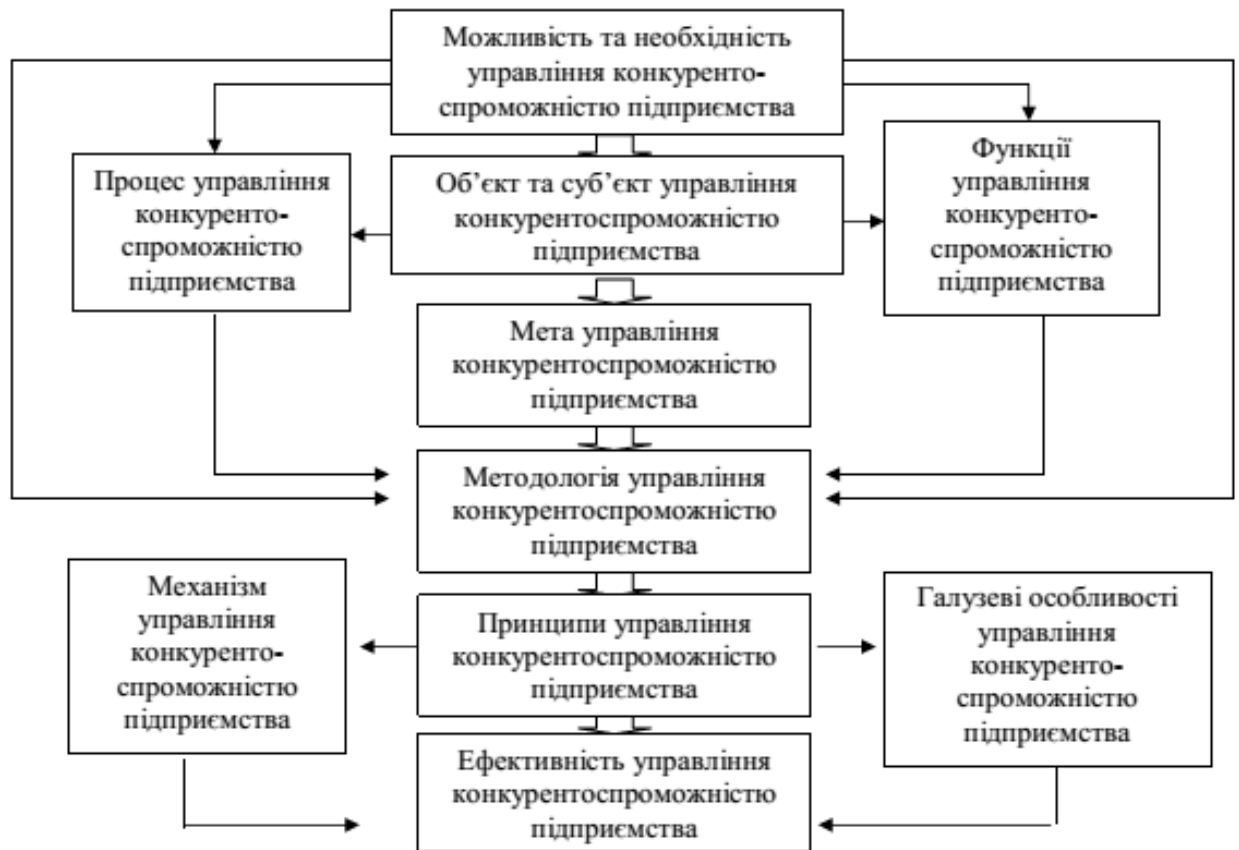 Можливість та необхідність
управління конкуренто-
спроможністю підприємства
Процес управління
конкуренто-
спроможністю
підприємства
Об’єкт та суб’єкт управління
конкурентоспроможністю
підприємства
Функції
управління
конкуренто-
спроможністю
підприємства
Мета управління
конкурентоспроможністю
підприємства
Методологія управління
конкурентоспроможністю
підприємства
Механізм
управління
конкуренто-
спроможністю
підприємства
Принципи управління
конкурентоспроможністю
підприємства
Галузеві особливості
управління
конкуренто-
спроможністю
підприємства
Ефективність управління
конкурентоспроможністю
підприємства